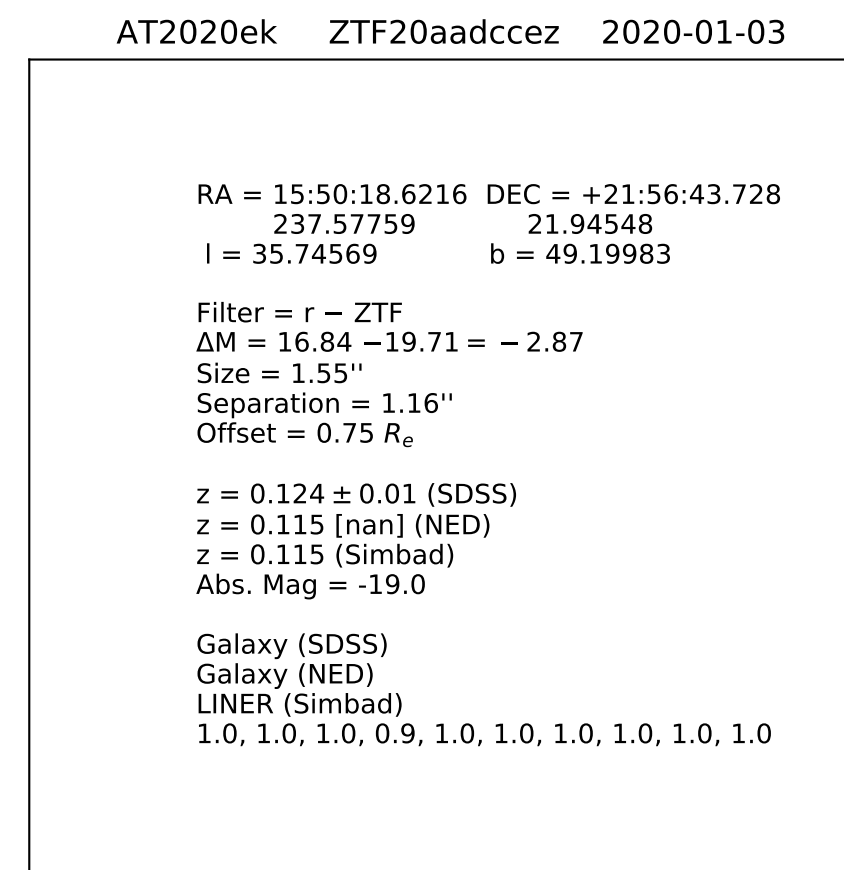 AT2020ek ZTF20aadccez 2020-01-03
RA = 15:50:18.6216 DEC = +21:56:43.728
237.57759 21.94548
l = 35.74569 b = 49.19983
Filter = r − ZTF
ΔM = 16.84 −19.71 = −2.87
Size = 1.55''
Separation = 1.16''
Offset = 0.75 Re
z = 0.124 ± 0.01 (SDSS)
z = 0.115 [nan] (NED)
z = 0.115 (Simbad)
Abs. Mag = -19.0
Galaxy (SDSS)
Galaxy (NED)
LINER (Simbad)
1.0, 1.0, 1.0, 0.9, 1.0, 1.0, 1.0, 1.0, 1.0, 1.0